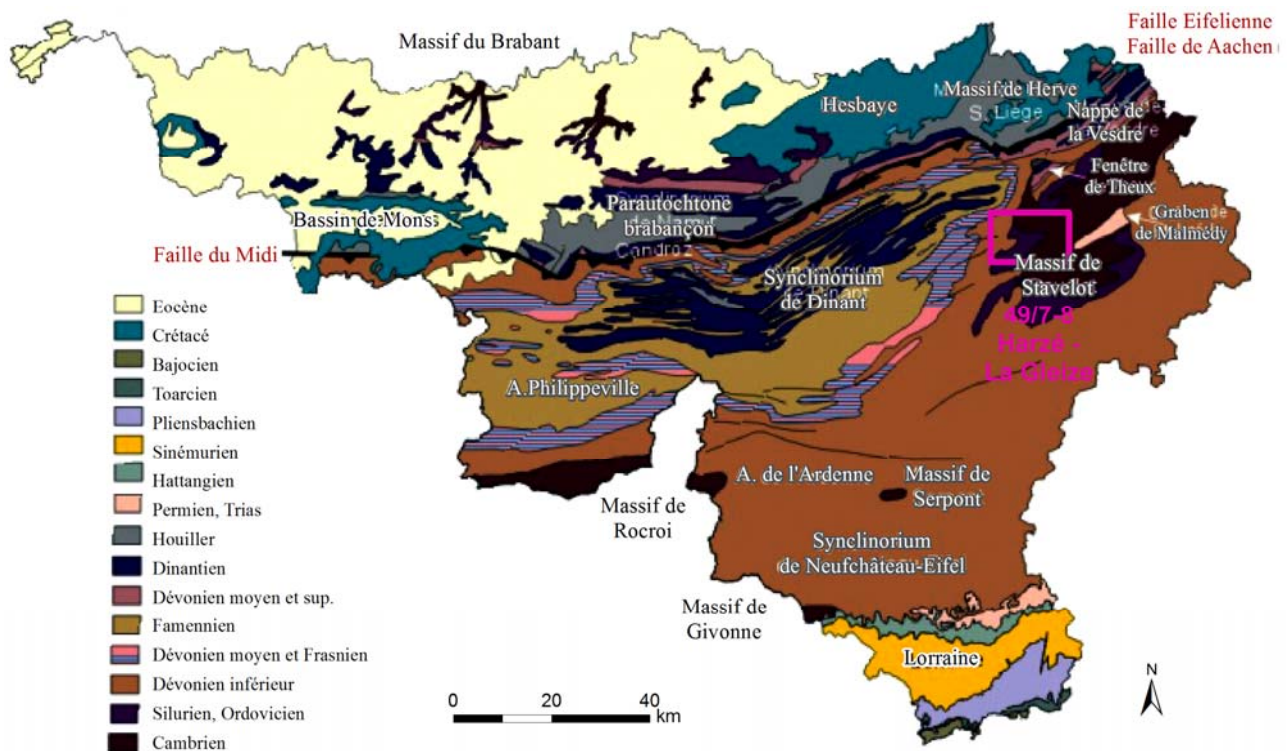 Faille Eifelienne
Faille de Aachen
Massif du Brabant
Massif de Herve
S. Liège
Hesbaye
Nappe de
la Vesdre
Fenêtre
de Theux
Parautochtone
brabançon
Condroz
Graben
de Malmédy
Bassin de Mons
Faille du Midi
Synclinorium
de Dinant
Massif de
Stavelot
49/7-8
Harzé -
La Gleize
Eocène
Crétacé
Bajocien
Toarcien
Pliensbachien
Sinémurien
Hattangien
Permien, Trias
Houiller
Dinantien
Dévonien moyen et sup.
Famennien
Dévonien moyen et Frasnien
Dévonien inférieur
Silurien, Ordovicien
Cambrien
A.Philippeville
A. de l'Ardenne
Massif de
Serpont
Massif de
Rocroi
Synclinorium
de Neufchâteau-Eifel
Massif de
Givonne
Lorraine
0 20 40
km
N